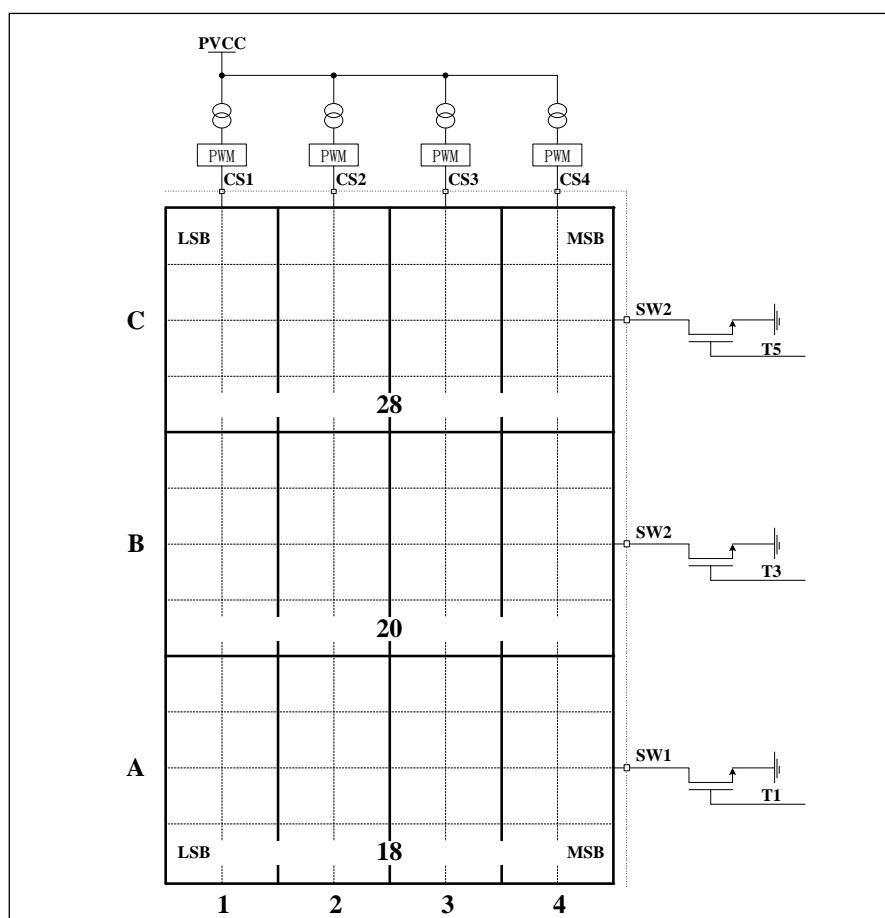 PVCC
PWM PWM PWM PWM
CS1 CS2 CS3 CS4
LSB MSB
C
SW2
T5
28
B
SW2
T3
20
A
SW1
T1
LSB 18 MSB
1 2 3 4